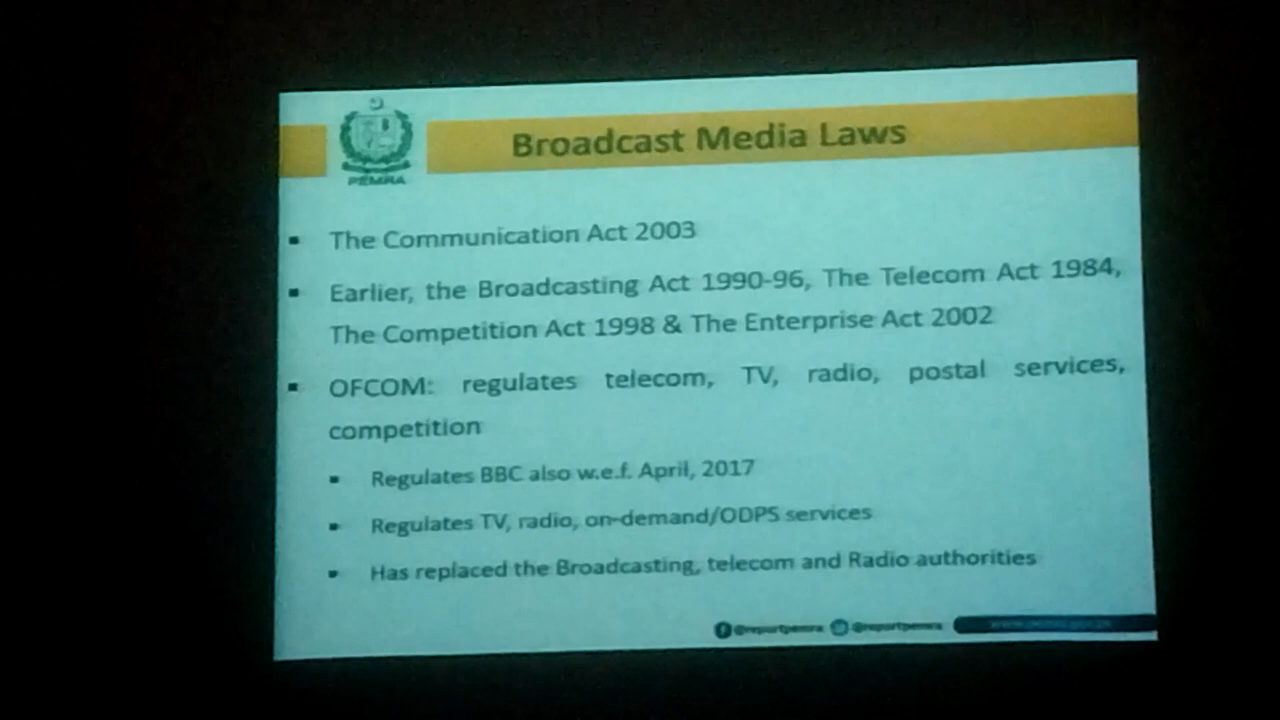 PEMRA
Broadcast Media Laws
▪ The Communication Act 2003
▪ Earlier, the Broadcasting Act 1990-96, The Telecom Act 1984,
The Competition Act 1998 & The Enterprise Act 2002
▪ OFCOM: regulates telecom, TV, radio, postal services,
competition
▪ Regulates BBC also w.e.f. April, 2017
▪ Regulates TV, radio, on-demand/ODPS services
▪ Has replaced the Broadcasting, telecom and Radio authorities
@reportpemra @reportpemra